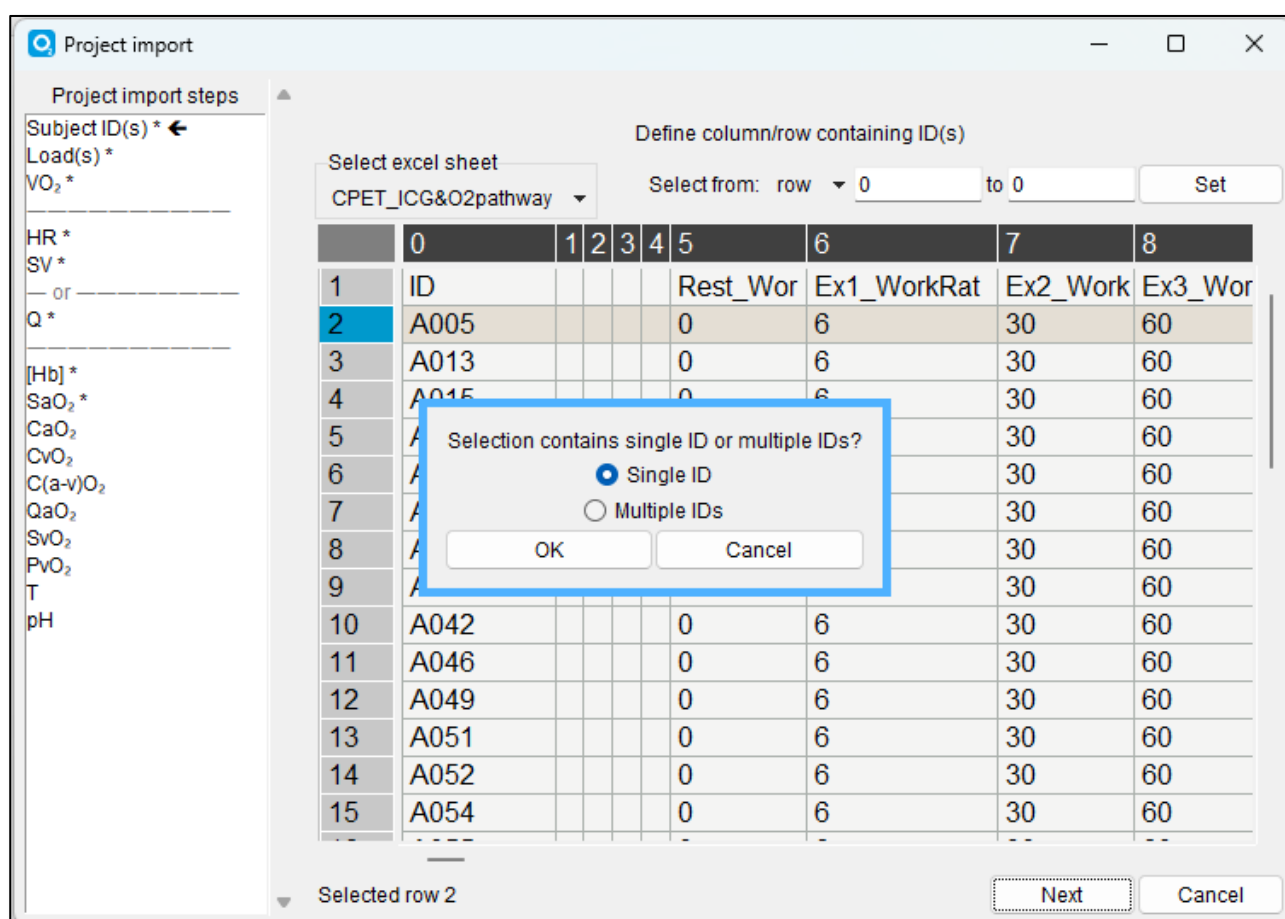 O₂ Project import
Project import steps
Subject ID(s) * 🡰
Load(s) *
VO₂ *
HR *
SV *
— or —
Q *
[Hb] *
SaO₂ *
CaO₂
CvO₂
C(a-v)O₂
QaO₂
SvO₂
PvO₂
T
pH
Define column/row containing ID(s)
Select excel sheet
CPET_ICG&O2pathway
Select from: row 0 to 0 Set
0 1 2 3 4 5 6 7 8
1 ID Rest_Wor Ex1_WorkRat Ex2_Work Ex3_Wor
2 A005 0 6 30 60
3 A013 0 6 30 60
4 A015 0 6 30 60
5 A 30 60
6 A 30 60
7 A 30 60
8 A 30 60
9 A 30 60
10 A042 0 6 30 60
11 A046 0 6 30 60
12 A049 0 6 30 60
13 A051 0 6 30 60
14 A052 0 6 30 60
15 A054 0 6 30 60
Selection contains single ID or multiple IDs?
Single ID
Multiple IDs
OK Cancel
Selected row 2
Next Cancel